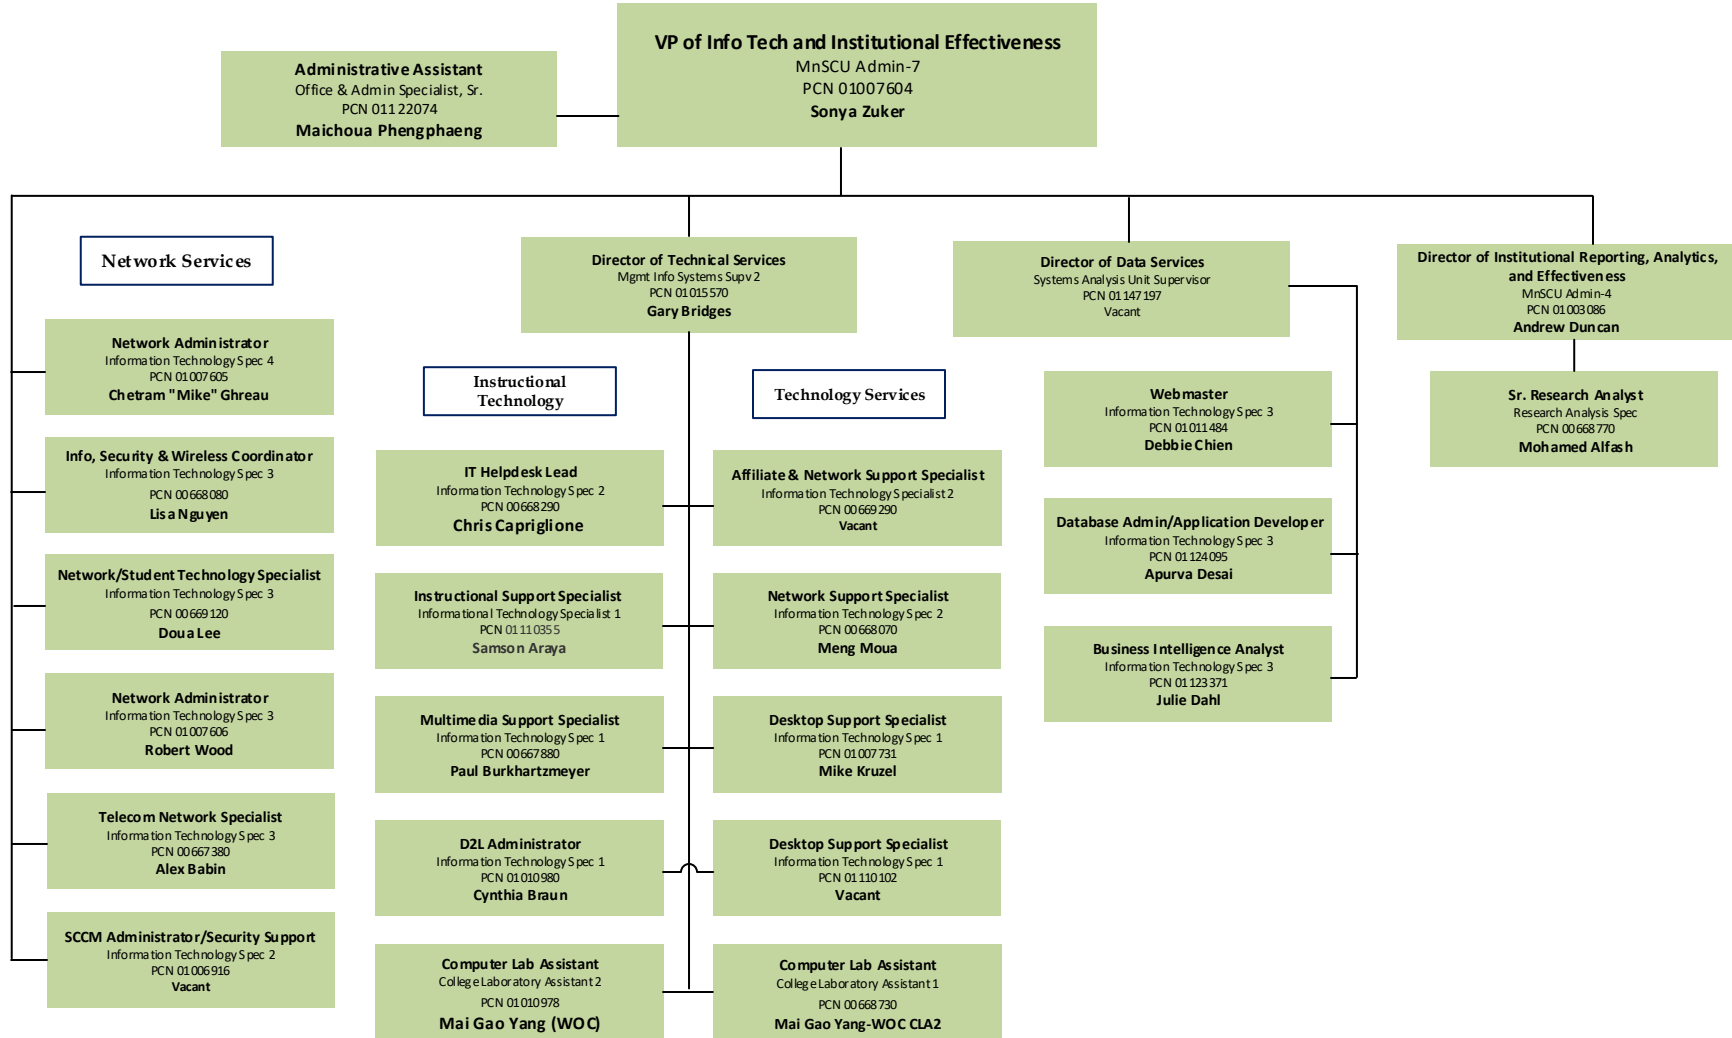 VP of Info Tech and Institutional Effectiveness
MnSCU Admin-7
PCN 01007604
Sonya Zuker
Administrative Assistant
Office & Admin Specialist, Sr.
PCN 01122074
Maichoua Phengphaeng
Network Services
Network Administrator
Information Technology Spec 4
PCN 01007605
Chetram "Mike" Ghreau
Info, Security & Wireless Coordinator
Information Technology Spec 3
PCN 00668080
Lisa Nguyen
Network/Student Technology Specialist
Information Technology Spec 3
PCN 00669120
Doua Lee
Network Administrator
Information Technology Spec 3
PCN 01007606
Robert Wood
Telecom Network Specialist
Information Technology Spec 3
PCN 00667380
Alex Babin
SCCM Administrator/Security Support
Information Technology Spec 2
PCN 01006916
Vacant
Director of Technical Services
Mgmt Info Systems Supv 2
PCN 01015570
Gary Bridges
Instructional
Technology
IT Helpdesk Lead
Information Technology Spec 2
PCN 00668290
Chris Capriglione
Instructional Support Specialist
Informational Technology Specialist 1
PCN 01110355
Samson Araya
Multimedia Support Specialist
Information Technology Spec 1
PCN 00667880
Paul Burkhartzmeyer
D2L Administrator
Information Technology Spec 1
PCN 01010980
Cynthia Braun
Computer Lab Assistant
College Laboratory Assistant 2
PCN 01010978
Mai Gao Yang (WOC)
Technology Services
Affiliate & Network Support Specialist
Information Technology Specialist 2
PCN 00669290
Vacant
Network Support Specialist
Information Technology Spec 2
PCN 00668070
Meng Moua
Desktop Support Specialist
Information Technology Spec 1
PCN 01007731
Mike Kruzel
Desktop Support Specialist
Information Technology Spec 1
PCN 01110102
Vacant
Computer Lab Assistant
College Laboratory Assistant 1
PCN 00668730
Mai Gao Yang-WOC CLA2
Director of Data Services
Systems Analysis Unit Supervisor
PCN 01147197
Vacant
Webmaster
Information Technology Spec 3
PCN 01011484
Debbie Chien
Database Admin/Application Developer
Information Technology Spec 3
PCN 01124095
Apurva Desai
Business Intelligence Analyst
Information Technology Spec 3
PCN 01123371
Julie Dahl
Director of Institutional Reporting, Analytics,
and Effectiveness
MnSCU Admin-4
PCN 01003086
Andrew Duncan
Sr. Research Analyst
Research Analysis Spec
PCN 00668770
Mohamed Alfash